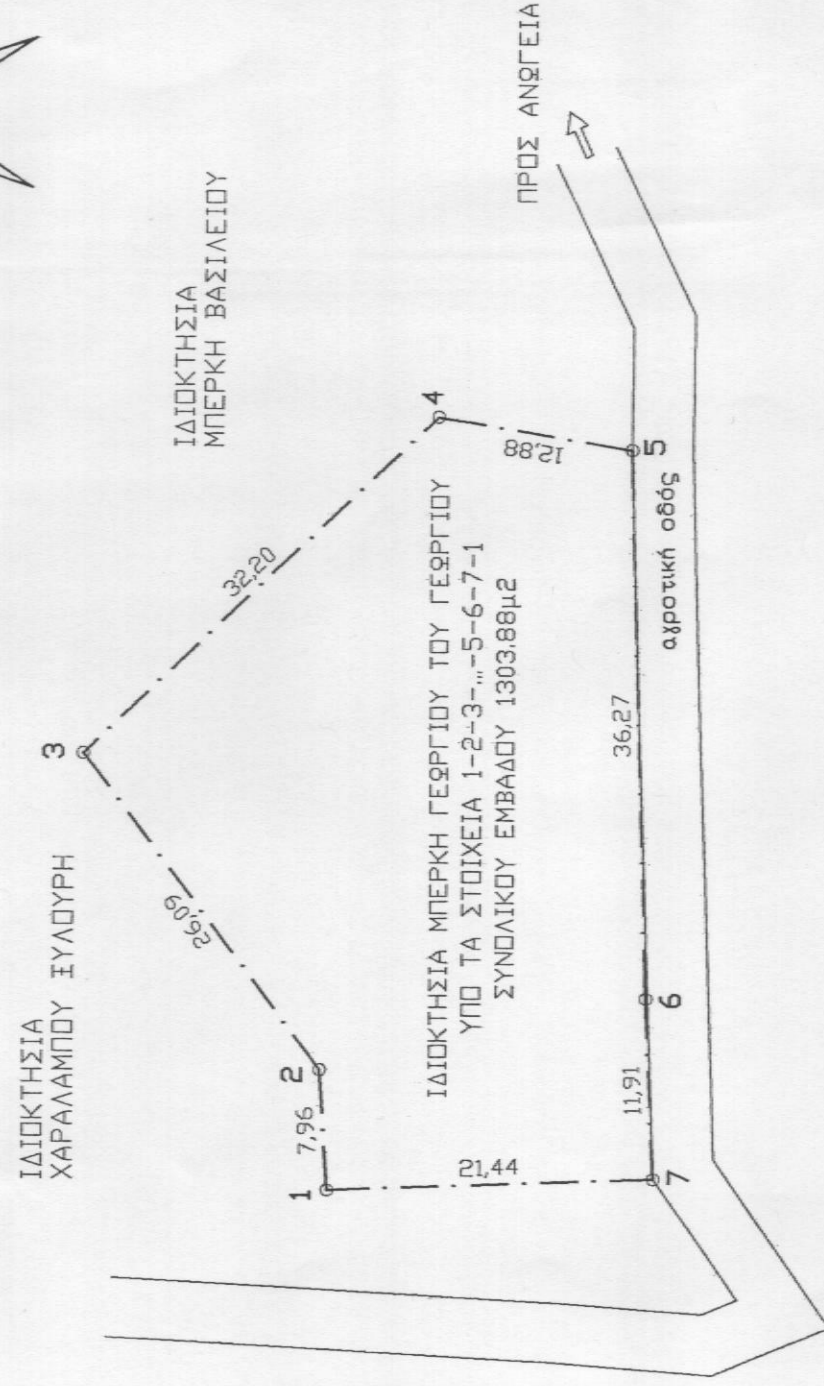 ΙΔΙΟΚΤΗΣΙΑ
ΧΑΡΑΛΑΜΠΟΥ ΞΥΛΟΥΡΗ
ΙΔΙΟΚΤΗΣΙΑ
ΜΠΕΡΚΗ ΒΑΣΙΛΕΙΟΥ
ΠΡΟΣ ΑΝΩΓΕΙΑ
3
26,09
32,20
4
2
7,96
1
12,88
ΙΔΙΟΚΤΗΣΙΑ ΜΠΕΡΚΗ ΓΕΩΡΓΙΟΥ ΤΟΥ ΓΕΩΡΓΙΟΥ
ΥΠΟ ΤΑ ΣΤΟΙΧΕΙΑ 1-2-3-...-5-6-7-1
ΣΥΝΟΛΙΚΟΥ ΕΜΒΑΔΟΥ 1303.88μ2
21,44
5
36,27
6
11,91
7
αγροτική οδός